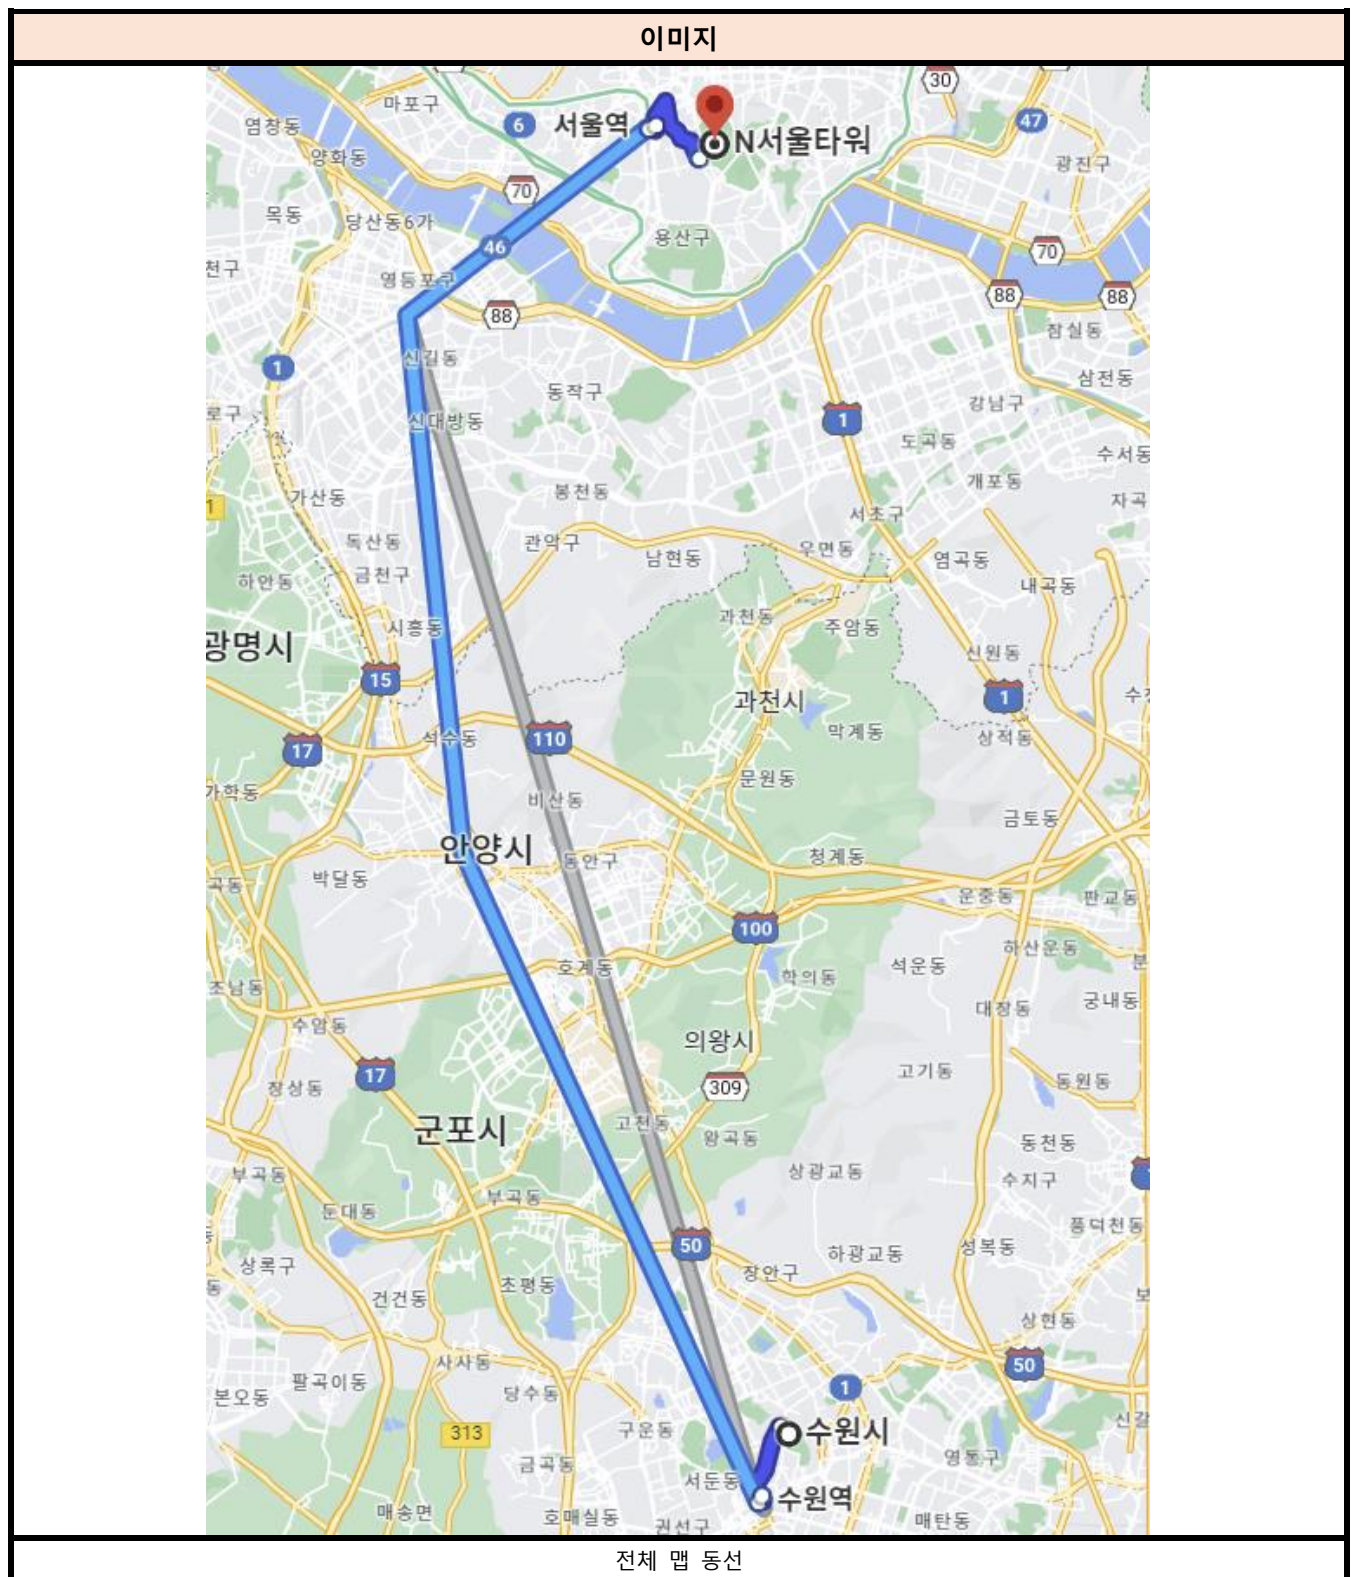 이미지
30
마포구
6
서울역
47
염창동
N서울타워
양화동
광진구
70
목동
당산동6가
용산구
46
70
천구
영등포구
88
88
88
잠실동
신길동
1
삼전동
동작구
강남구
로구
신대방동
1
도곡동
수서동
개포동
봉천동
가산동
자곡
1
서초구
독산동
관악구
우면동
남현동
염곡동
금천구
하안동
내곡동
과천동
시흥동
주암동
광명시
신원동
15
과천시
1
석수동
110
막계동
상적동
17
문원동
가학동
비산동
금토동
안양시
청계동
동안구
박달동
곡동
운중동
판교동
100
하산운동
분
호계동
석운동
학의동
조남동
궁내동
대장동
수암동
의왕시
고기동
17
동원동
장상동
309
고천동
군포시
왕곡동
동천동
상광교동
부곡동
수지구
부곡동
둔대동
풍덕천동
50
성복동
하광교동
상록구
장안구
동
초평동
건건동
보
상현동
사사동
50
팔곡이동
1
당수동
본오동
신갈
313
구운동
수원시
영통구
금곡동
서둔동
수원역
매송면
호매실동
매탄동
권선구
전체 맵 동선